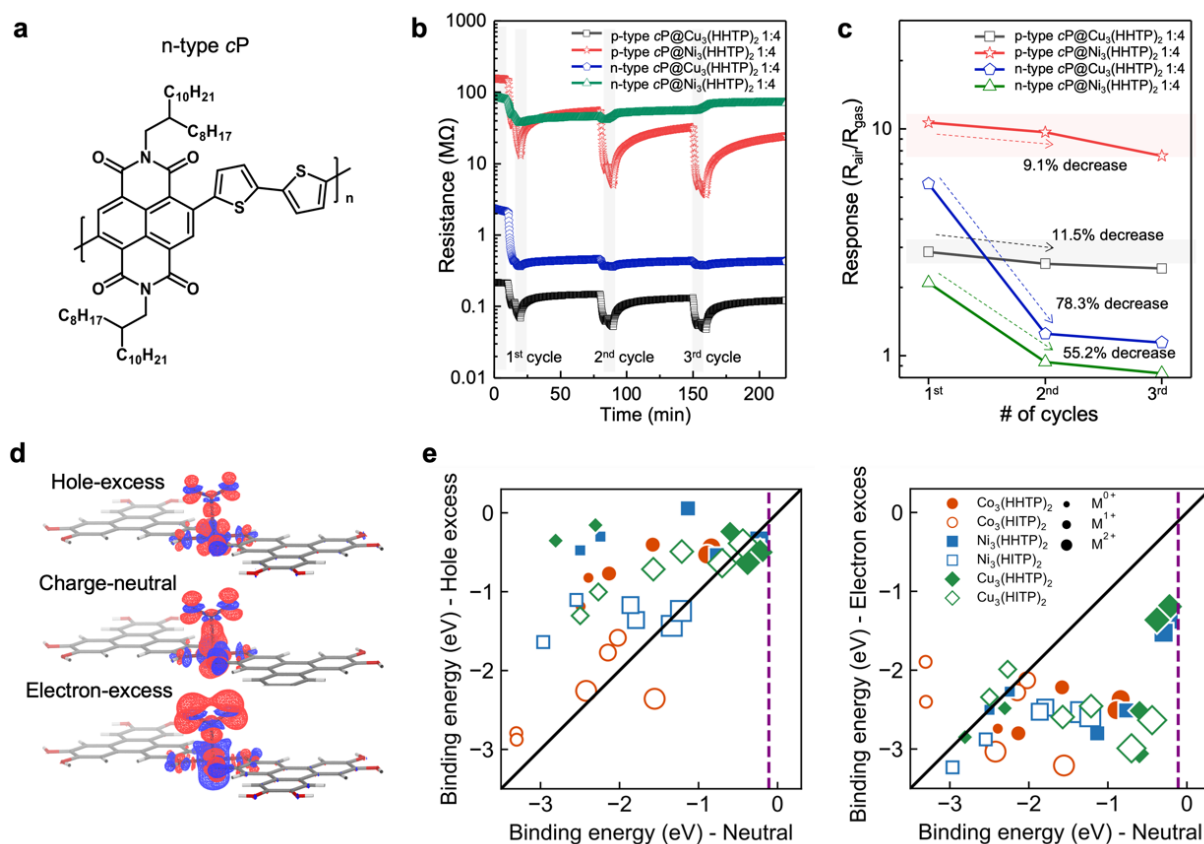 a
n-type cP
C₁₀H₂₁
C₈H₁₇
O N O
S
S
n
O N O
C₈H₁₇
C₁₀H₂₁
b
Resistance (MΩ)
1000
100
10
1
0.1
0.01
p-type cP@Cu₃(HHTP)₂ 1:4
p-type cP@Ni₃(HHTP)₂ 1:4
n-type cP@Cu₃(HHTP)₂ 1:4
n-type cP@Ni₃(HHTP)₂ 1:4
1st cycle 2nd cycle 3rd cycle
0 50 100 150 200
Time (min)
c
Response (Rair/Rgas)
10
1
p-type cP@Cu₃(HHTP)₂ 1:4
p-type cP@Ni₃(HHTP)₂ 1:4
n-type cP@Cu₃(HHTP)₂ 1:4
n-type cP@Ni₃(HHTP)₂ 1:4
9.1% decrease
11.5% decrease
78.3% decrease
55.2% decrease
1st 2nd 3rd
# of cycles
d
Hole-excess
Charge-neutral
Electron-excess
e
Binding energy (eV) - Hole excess
0
−1
−2
−3
−3 −2 −1 0
Binding energy (eV) - Neutral
Binding energy (eV) - Electron exces
0
−1
−2
−3
Co₃(HHTP)₂
Co₃(HITP)₂
Ni₃(HHTP)₂
Ni₃(HITP)₂
Cu₃(HHTP)₂
Cu₃(HITP)₂
M⁰⁺
M¹⁺
M²⁺
−3 −2 −1 0
Binding energy (eV) - Neutral